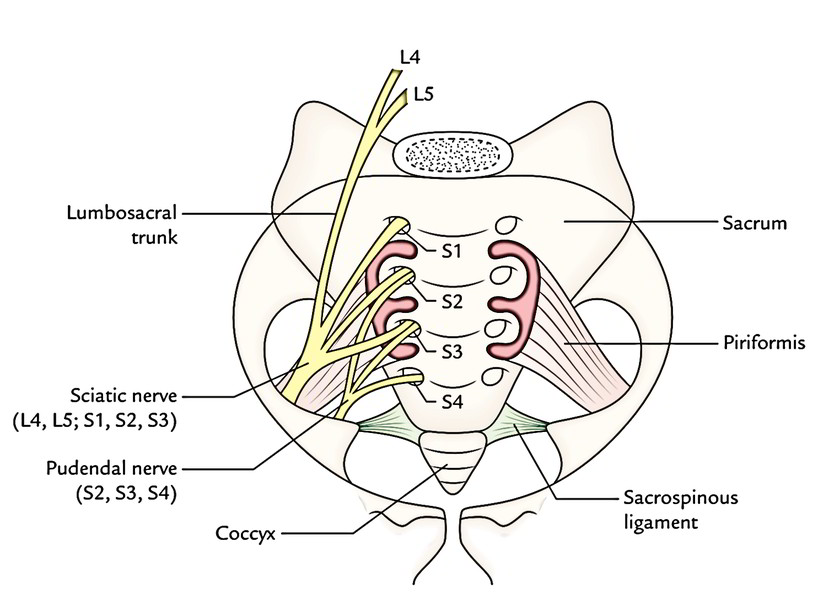 L4
L5
Lumbosacral
trunk
Sacrum
S1
S2
S3
S4
Piriformis
Sciatic nerve
(L4, L5; S1, S2, S3)
Pudendal nerve
(S2, S3, S4)
Coccyx
Sacrospinous
ligament